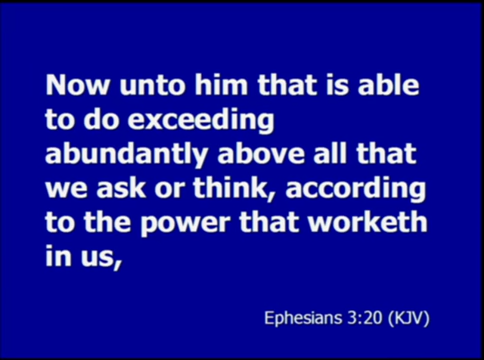 Now unto him that is able
to do exceeding
abundantly above all that
we ask or think, according
to the power that worketh
in us,
Ephesians 3:20 (KJV)